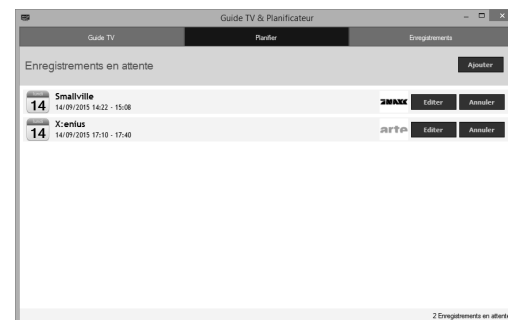 Guide TV & Planificateur
Guide TV Planifier Enregistrements
Enregistrements en attente Ajouter
14 Smallville
14/09/2015 14:22 - 15:08 Editer Annuler
14 X:enius
14/09/2015 17:10 - 17:40 arte Editer Annuler
2 Enregistrements en attente